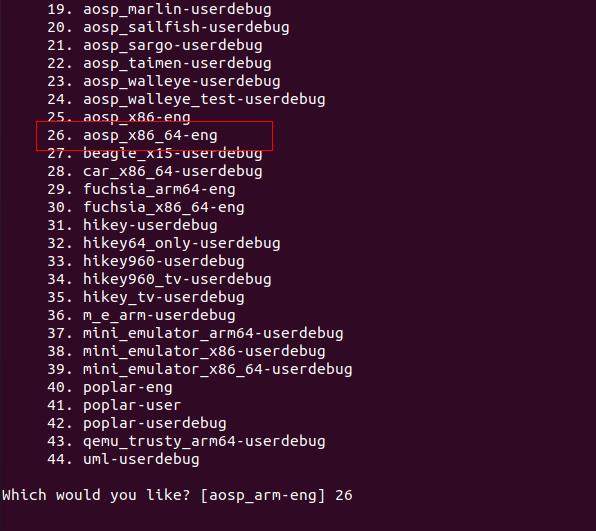 19. aosp_marlin-userdebug
20. aosp_sailfish-userdebug
21. aosp_sargo-userdebug
22. aosp_taimen-userdebug
23. aosp_walleye-userdebug
24. aosp_walleye_test-userdebug
25. aosp_x86-eng
26. aosp_x86_64-eng
27. beagle_x15-userdebug
28. car_x86_64-userdebug
29. fuchsia_arm64-eng
30. fuchsia_x86_64-eng
31. hikey-userdebug
32. hikey64_only-userdebug
33. hikey960-userdebug
34. hikey960_tv-userdebug
35. hikey_tv-userdebug
36. m_e_arm-userdebug
37. mini_emulator_arm64-userdebug
38. mini_emulator_x86-userdebug
39. mini_emulator_x86_64-userdebug
40. poplar-eng
41. poplar-user
42. poplar-userdebug
43. qemu_trusty_arm64-userdebug
44. uml-userdebug
Which would you like? [aosp_arm-eng] 26